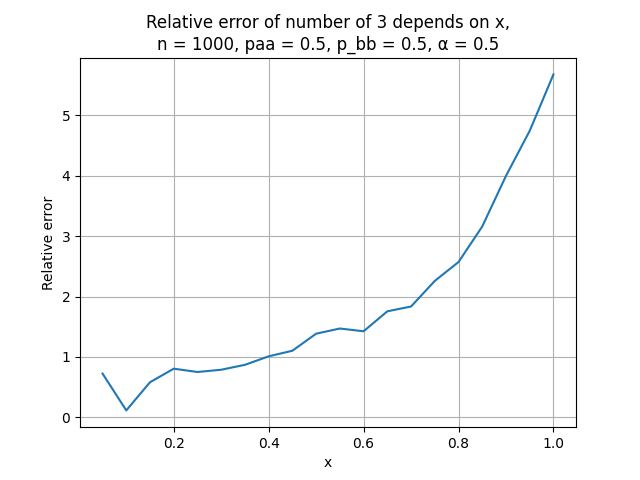 Relative error of number of 3 depends on x,
n = 1000, paa = 0.5, p_bb = 0.5, α = 0.5
5
4
3
2
1
0
Relative error
0.2 0.4 0.6 0.8 1.0
x